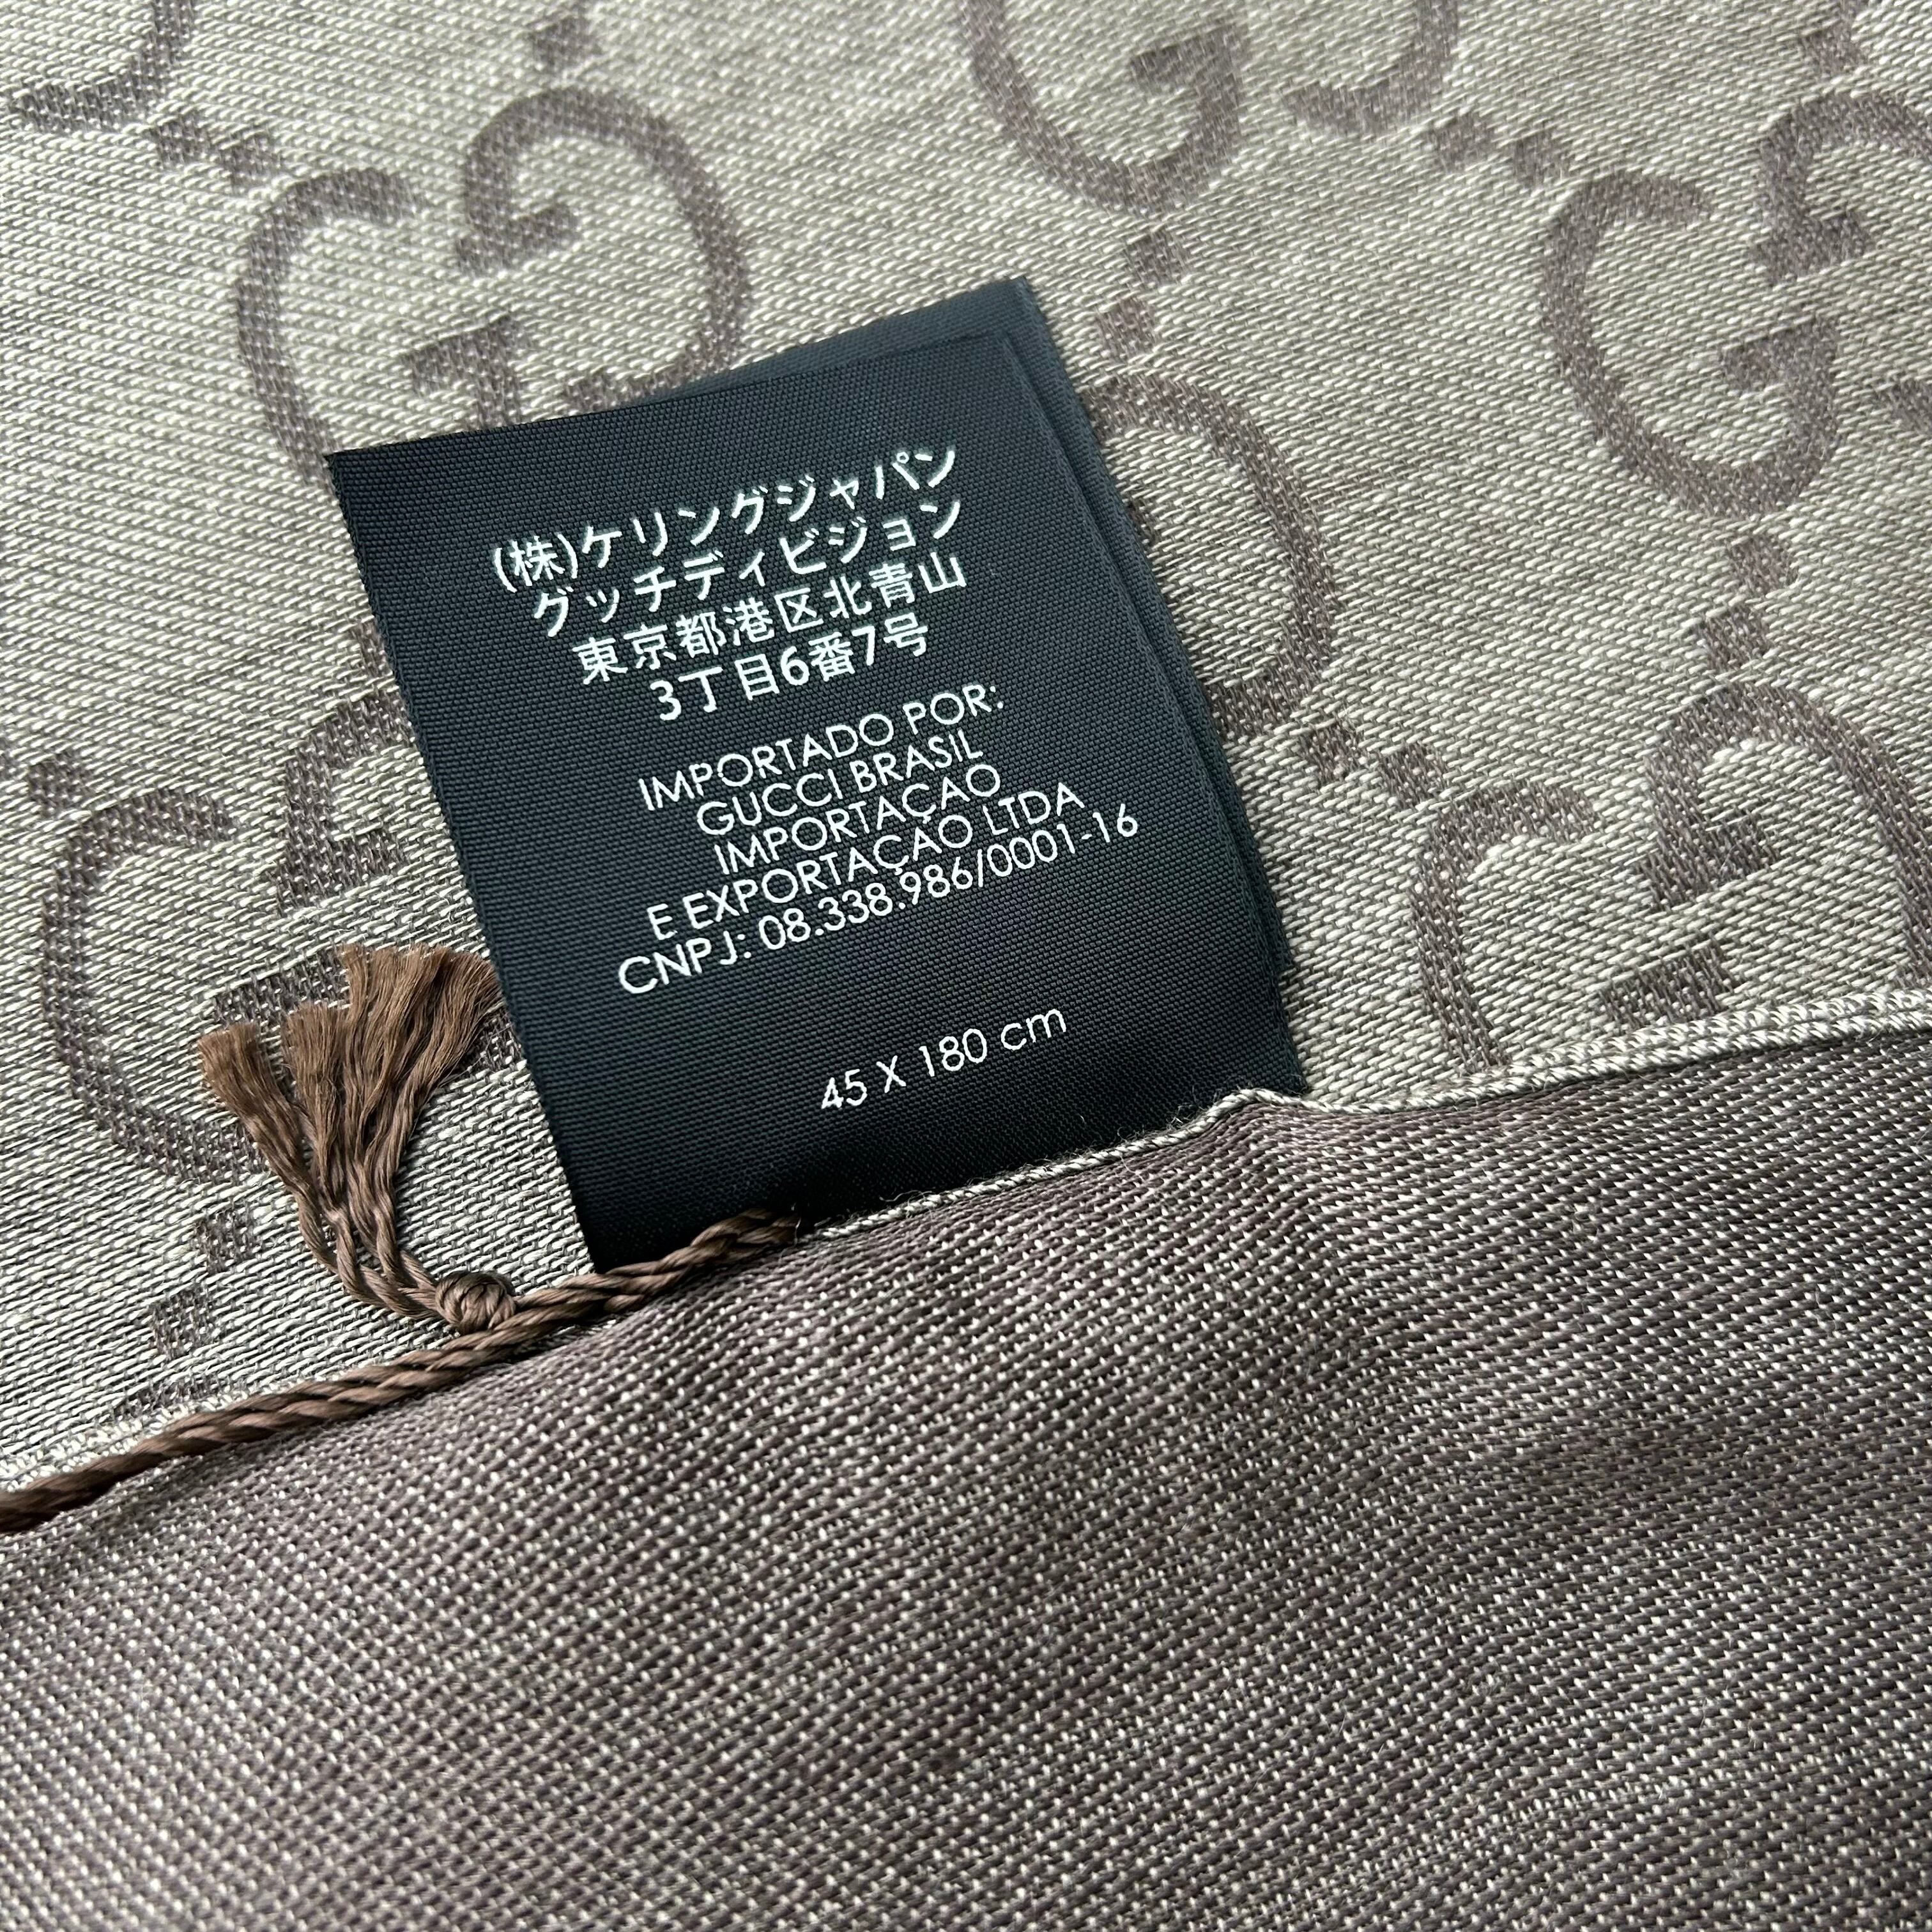 (株)ケリングジャパン
グッチディビジョン
東京都港区北青山
3丁目6番7号
IMPORTADO POR:
GUCCI BRASIL
IMPORTAÇAO
E EXPORTAÇAO LTDA
CNPJ: 08.338.986/0001-16
45 X 180 cm